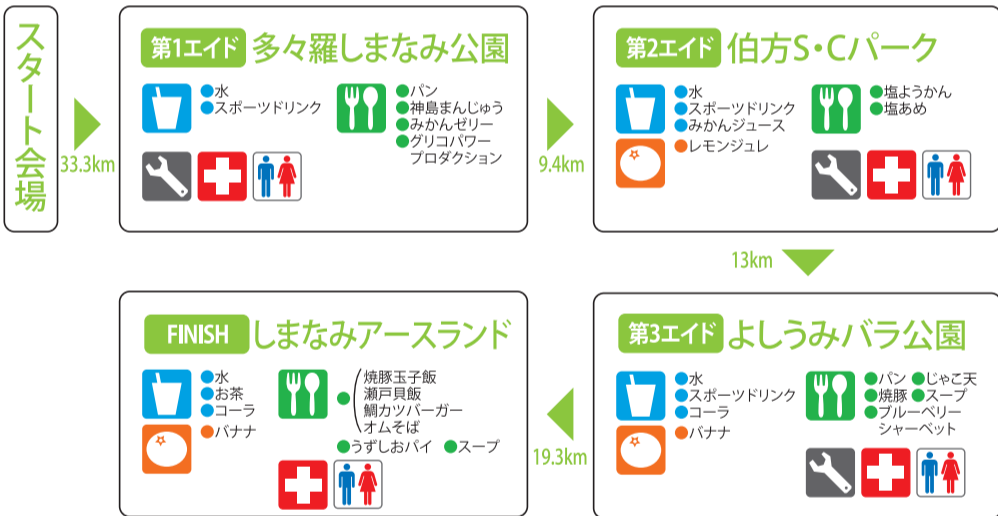 スタート会場
33.3km
第1エイド 多々羅しまなみ公園
●水
●スポーツドリンク
●パン
●神島まんじゅう
●みかんゼリー
●グリコパワー
プロダクション
9.4km
第2エイド 伯方S・Cパーク
●水
●スポーツドリンク
●みかんジュース
●レモンジュレ
●塩ようかん
●塩あめ
13km
第3エイド よしうみバラ公園
●水
●スポーツドリンク
●コーラ
●バナナ
●パン ●じゃこ天
●焼豚 ●スープ
●ブルーベリー
シャーベット
19.3km
FINISH しまなみアースランド
●水
●お茶
●コーラ
●バナナ
●(焼豚玉子飯
瀬戸貝飯
鯛カツバーガー
オムそば
●うずしおパイ ●スープ